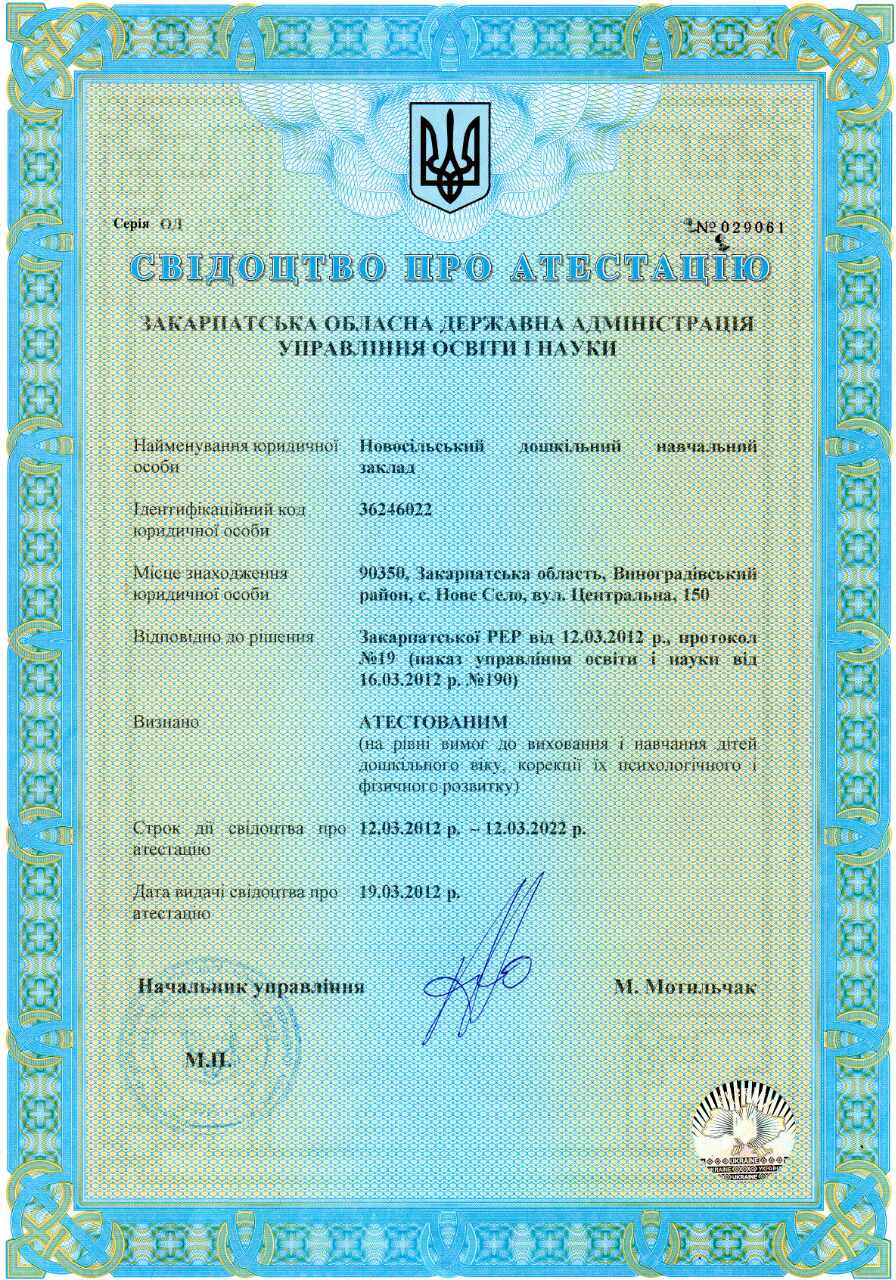 Серія ОД
№ 029061
СВІДОЦТВО ПРО АТЕСТАЦІЮ
ЗАКАРПАТСЬКА ОБЛАСНА ДЕРЖАВНА АДМІНІСТРАЦІЯ
УПРАВЛІННЯ ОСВІТИ І НАУКИ
Найменування юридичної Новосільський дошкільний навчальний
особи заклад
Ідентифікаційний код 36246022
юридичної особи
Місце знаходження 90350, Закарпатська область, Виноградівський
юридичної особи район, с. Нове Село, вул. Центральна, 150
Відповідно до рішення Закарпатської РЕР від 12.03.2012 р., протокол
№19 (наказ управління освіти і науки від
16.03.2012 р. №190)
Визнано АТЕСТОВАНИМ
(на рівні вимог до виховання і навчання дітей
дошкільного віку, корекції їх психологічного і
фізичного розвитку)
Строк дії свідоцтва про 12.03.2012 р. – 12.03.2022 р.
атестацію
Дата видачі свідоцтва про 19.03.2012 р.
атестацію
Начальник управління М. Мотильчак
М.П.
UKRAINE
UKRAINE